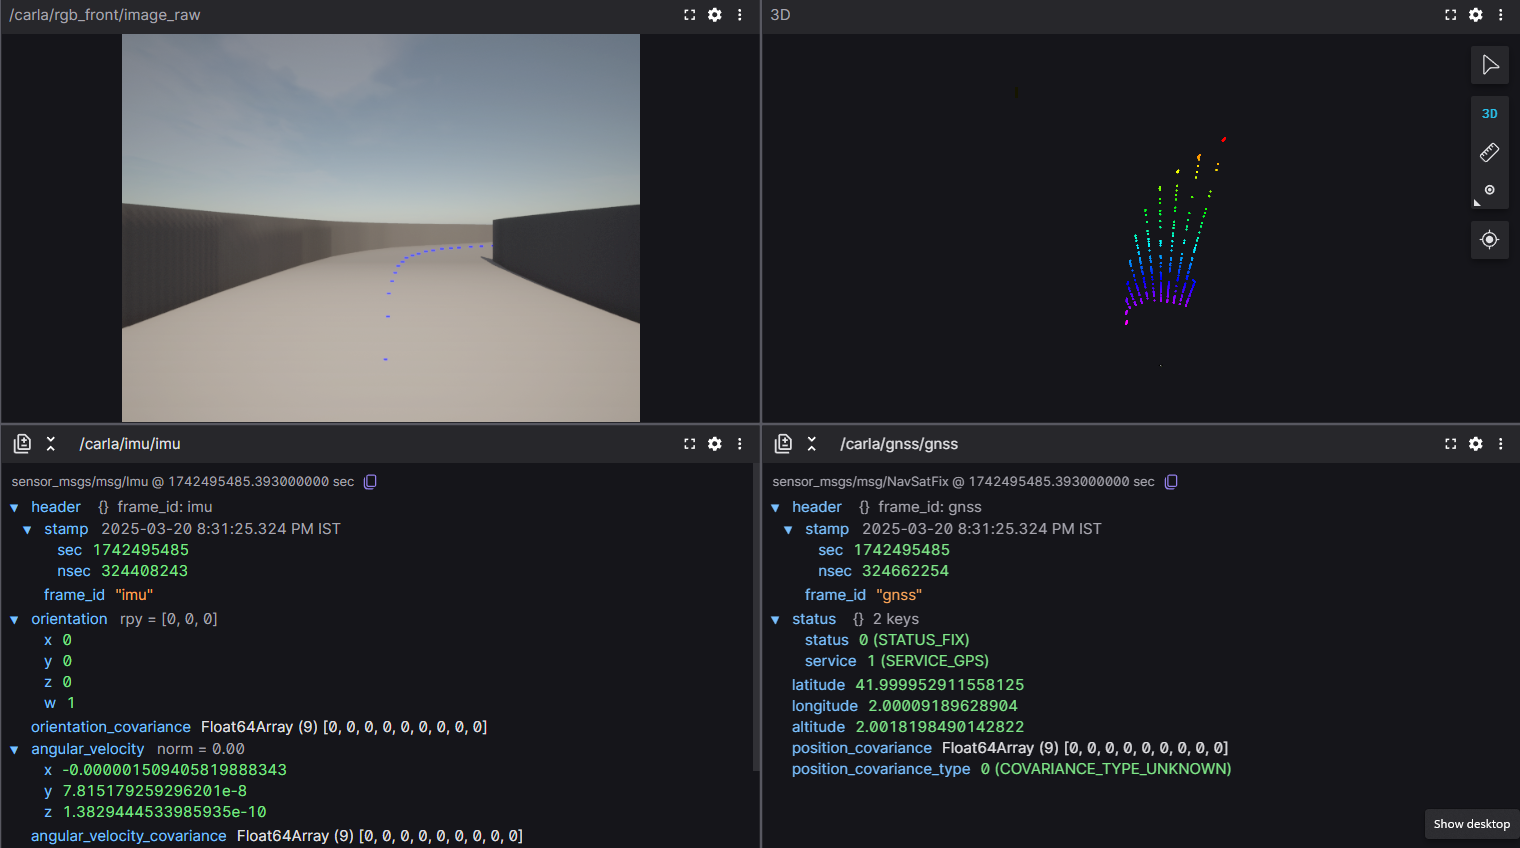 /carla/rgb_front/image_raw
3D
3D
/carla/imu/imu
sensor_msgs/msg/Imu @ 1742495485.393000000 sec
header {} frame_id: imu
stamp 2025-03-20 8:31:25.324 PM IST
sec 1742495485
nsec 324408243
frame_id "imu"
orientation rpy = [0, 0, 0]
x 0
y 0
z 0
w 1
orientation_covariance Float64Array (9) [0, 0, 0, 0, 0, 0, 0, 0, 0]
angular_velocity norm = 0.00
x -0.000001509405819888343
y 7.815179259296201e-8
z 1.3829444533985935e-10
angular_velocity_covariance Float64Array (9) [0, 0, 0, 0, 0, 0, 0, 0, 0]
/carla/gnss/gnss
sensor_msgs/msg/NavSatFix @ 1742495485.393000000 sec
header {} frame_id: gnss
stamp 2025-03-20 8:31:25.324 PM IST
sec 1742495485
nsec 324662254
frame_id "gnss"
status {} 2 keys
status 0 (STATUS_FIX)
service 1 (SERVICE_GPS)
latitude 41.999952911558125
longitude 2.00009189628904
altitude 2.00181984901428​22
position_covariance Float64Array (9) [0, 0, 0, 0, 0, 0, 0, 0, 0]
position_covariance_type 0 (COVARIANCE_TYPE_UNKNOWN)
Show desktop